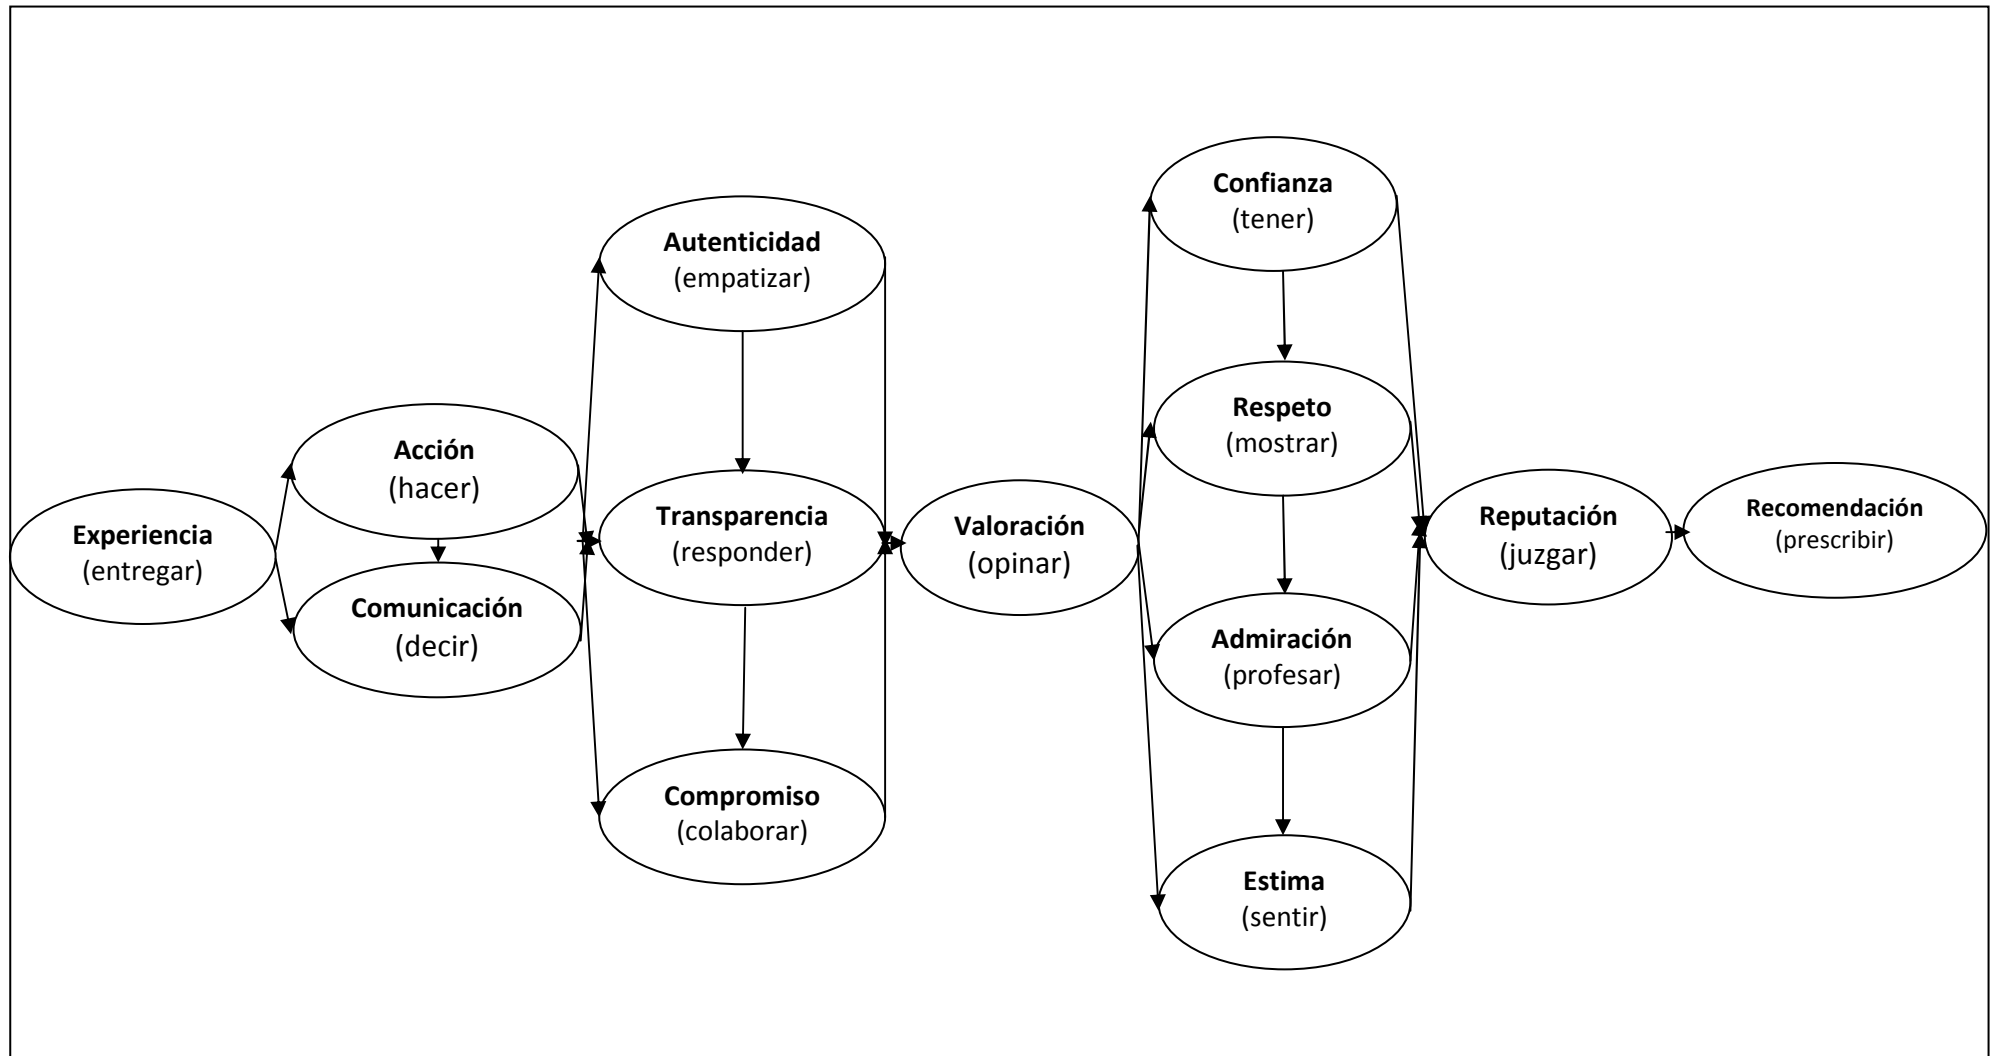 Experiencia
(entregar)
Acción
(hacer)
Comunicación
(decir)
Autenticidad
(empatizar)
Transparencia
(responder)
Compromiso
(colaborar)
Valoración
(opinar)
Confianza
(tener)
Respeto
(mostrar)
Admiración
(profesar)
Estima
(sentir)
Reputación
(juzgar)
Recomendación
(prescribir)